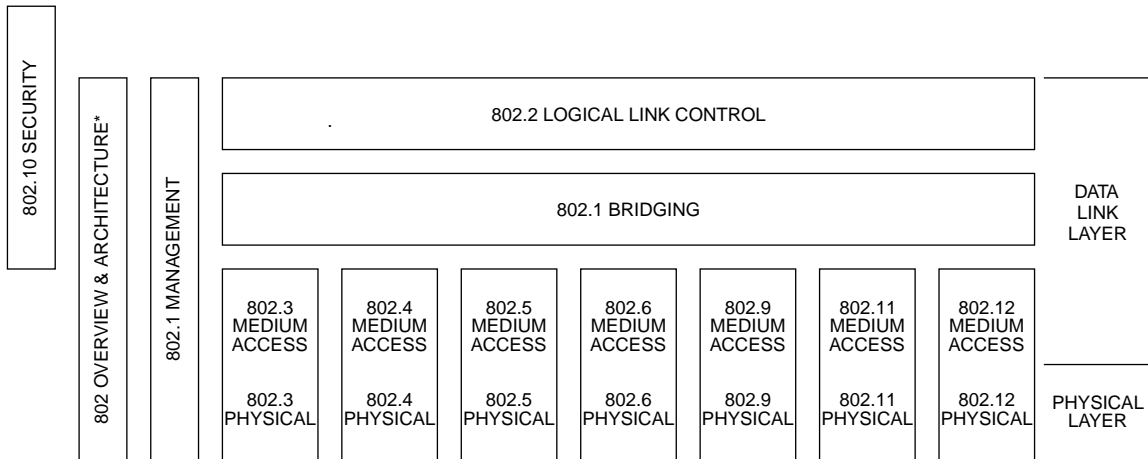 802.10 SECURITY
802 OVERVIEW & ARCHITECTURE*
802.1 MANAGEMENT
802.2 LOGICAL LINK CONTROL
802.1 BRIDGING
DATA
LINK
LAYER
802.3
MEDIUM
ACCESS
802.4
MEDIUM
ACCESS
802.5
MEDIUM
ACCESS
802.6
MEDIUM
ACCESS
802.9
MEDIUM
ACCESS
802.11
MEDIUM
ACCESS
802.12
MEDIUM
ACCESS
802.3
PHYSICAL
802.4
PHYSICAL
802.5
PHYSICAL
802.6
PHYSICAL
802.9
PHYSICAL
802.11
PHYSICAL
802.12
PHYSICAL
PHYSICAL
LAYER